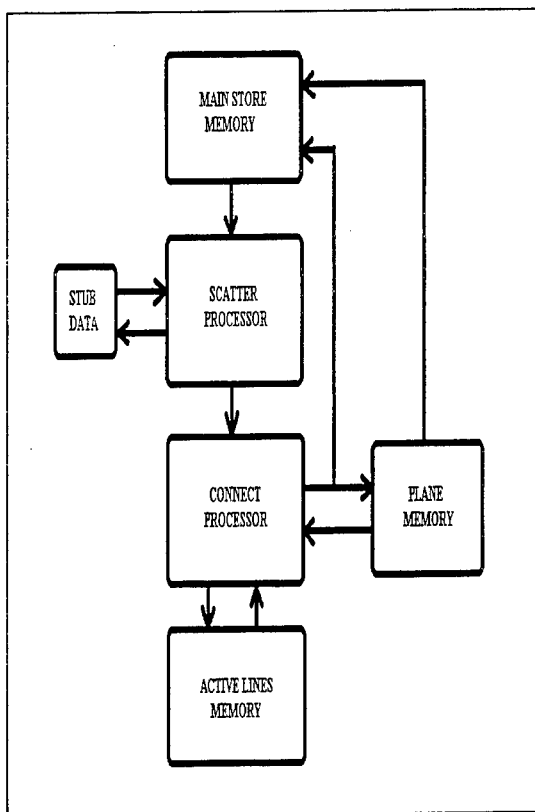 MAIN STORE
MEMORY
STUB
DATA
SCATTER
PROCESSOR
CONNECT
PROCESSOR
PLANE
MEMORY
ACTIVE LINES
MEMORY